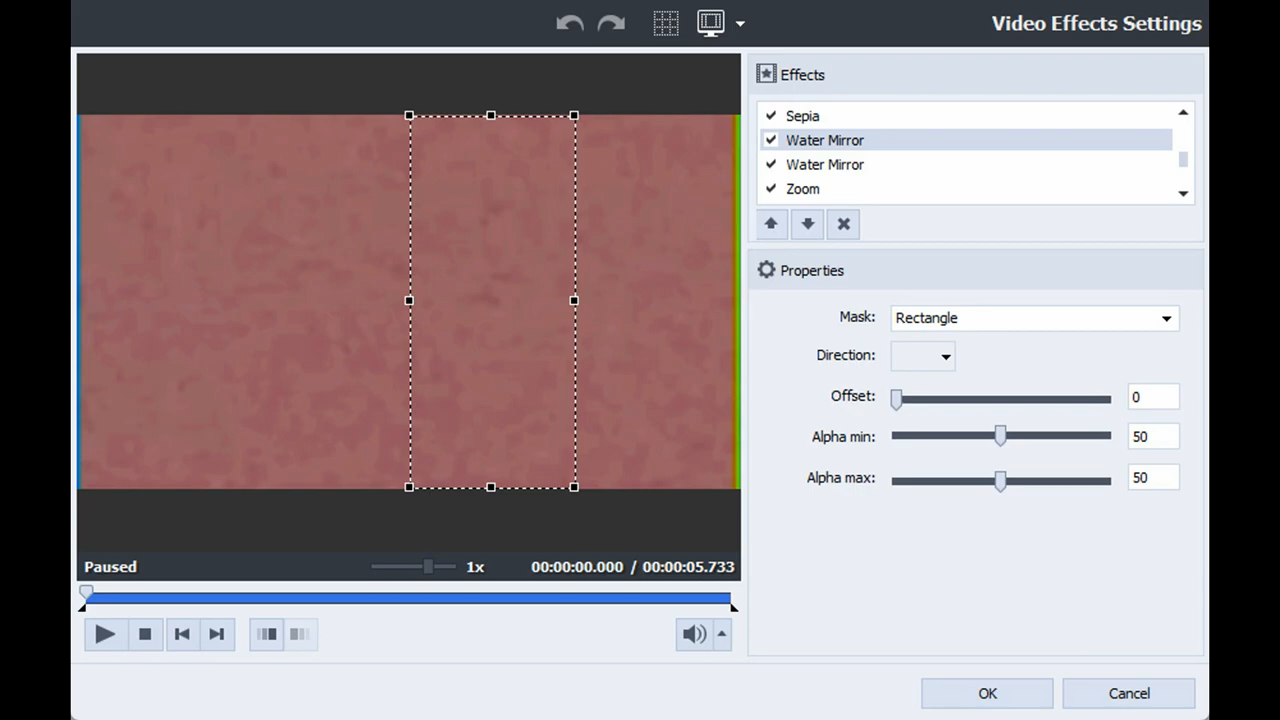 Video Effects Settings
Effects
Sepia
Water Mirror
Water Mirror
Zoom
Properties
Mask: Rectangle
Direction:
Offset: 0
Alpha min: 50
Alpha max: 50
Paused 1x 00:00:00.000 / 00:00:05.733
OK Cancel